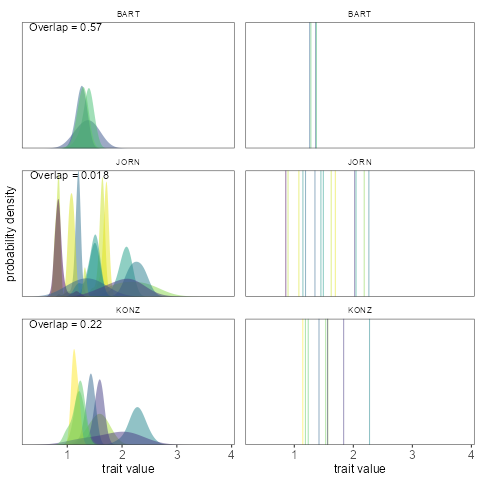 BART
BART
Overlap = 0.57
JORN
JORN
Overlap = 0.018
probability density
KONZ
KONZ
Overlap = 0.22
1 2 3 4
1 2 3 4
trait value
trait value